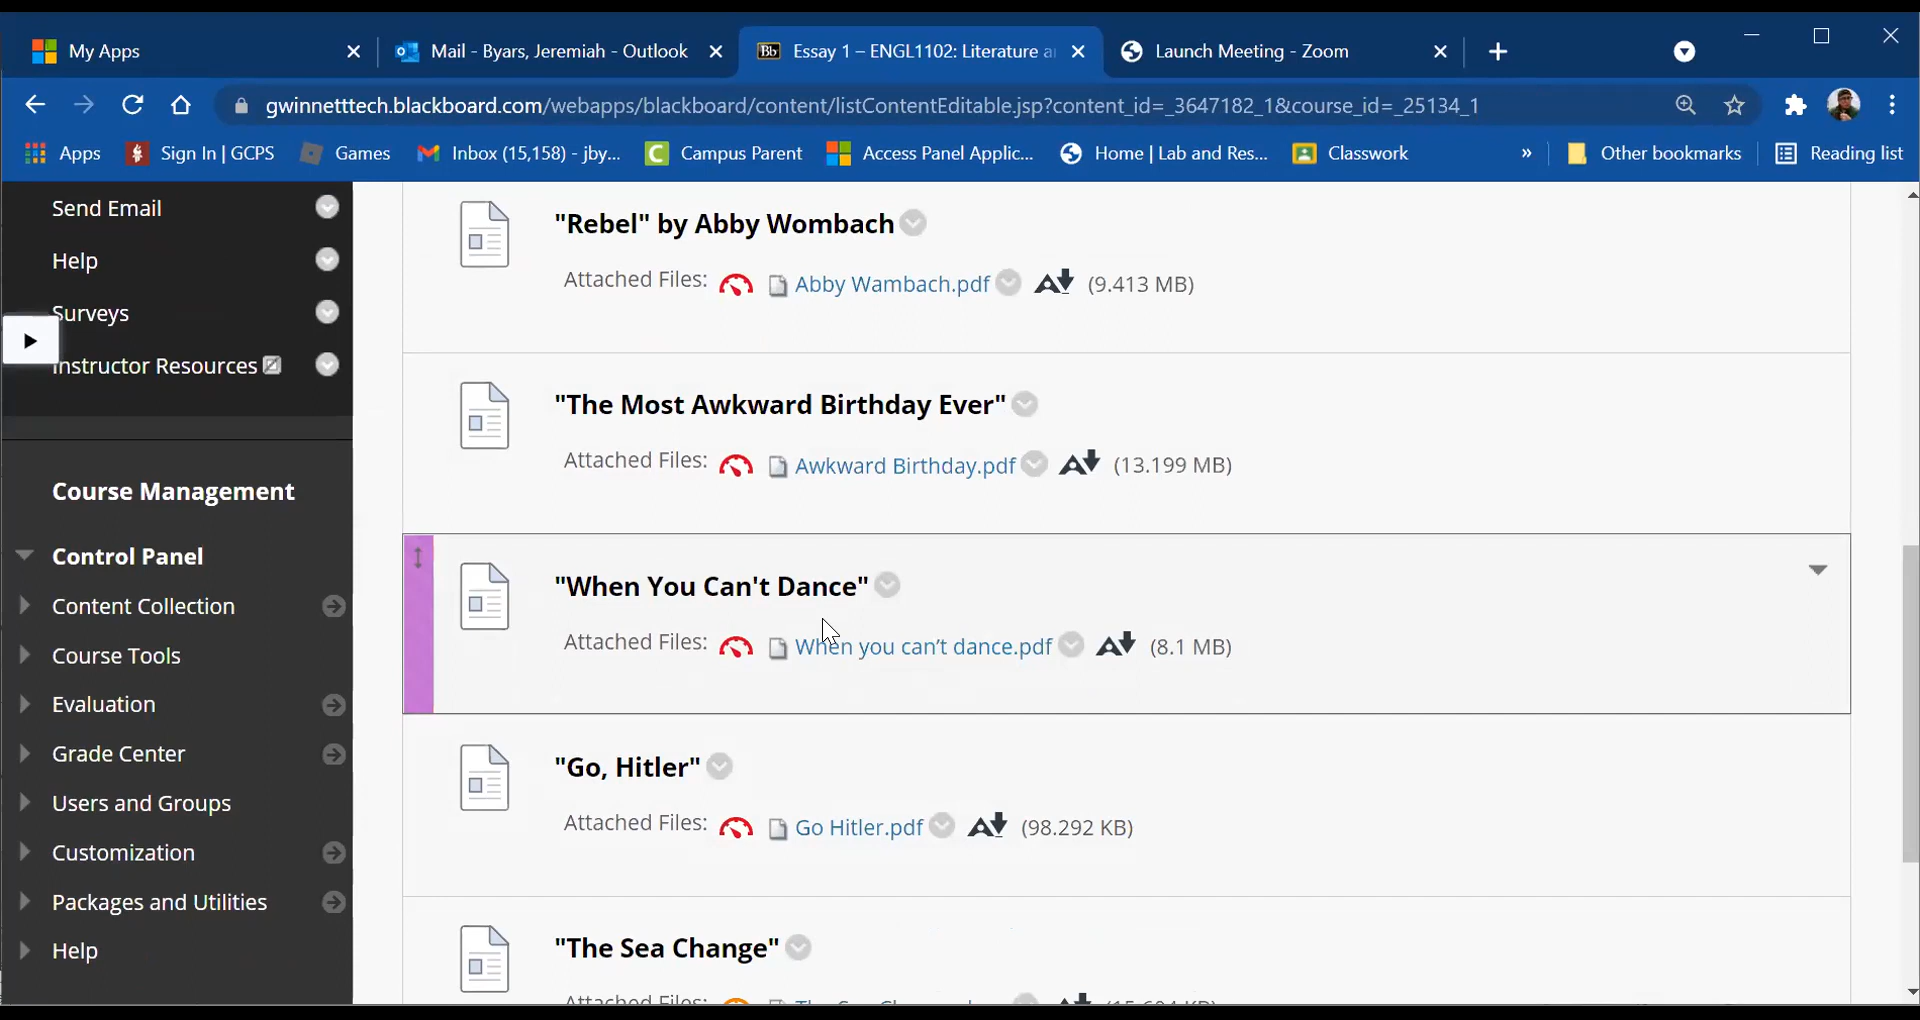 My Apps
Mail - Byars, Jeremiah - Outlook
Bb Essay 1 – ENGL1102: Literature a
Launch Meeting - Zoom
gwinnetttech.blackboard.com/webapps/blackboard/content/listContentEditable.jsp?content_id=_3647182_1&course_id=_25134_1
Apps
Sign In | GCPS
Games
Inbox (15,158) - jby...
Campus Parent
Access Panel Applic...
Home | Lab and Res...
Classwork
»
Other bookmarks
Reading list
Send Email
Help
Surveys
Instructor Resources
Course Management
Control Panel
Content Collection
Course Tools
Evaluation
Grade Center
Users and Groups
Customization
Packages and Utilities
Help
"Rebel" by Abby Wombach
Attached Files: Abby Wambach.pdf (9.413 MB)
"The Most Awkward Birthday Ever"
Attached Files: Awkward Birthday.pdf (13.199 MB)
"When You Can't Dance"
Attached Files: When you can’t dance.pdf (8.1 MB)
"Go, Hitler"
Attached Files: Go Hitler.pdf (98.292 KB)
"The Sea Change"
Attached Files: